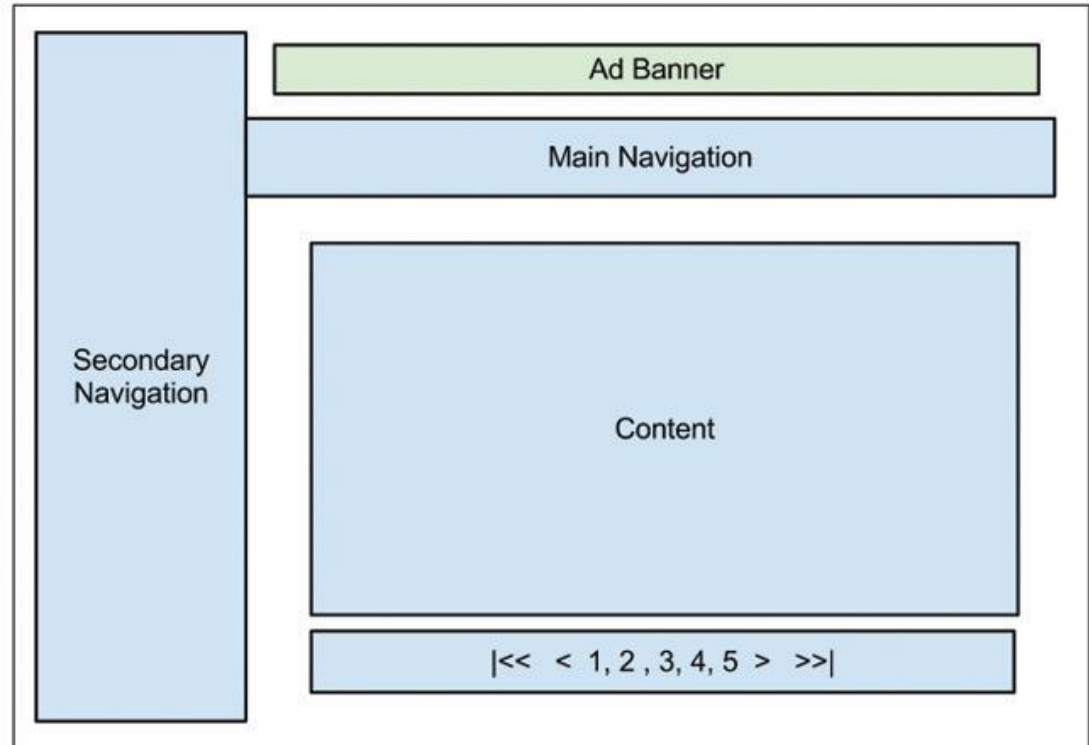 Ad Banner
Main Navigation
Secondary
Navigation
Content
|<< < 1, 2 , 3, 4, 5 > >>|